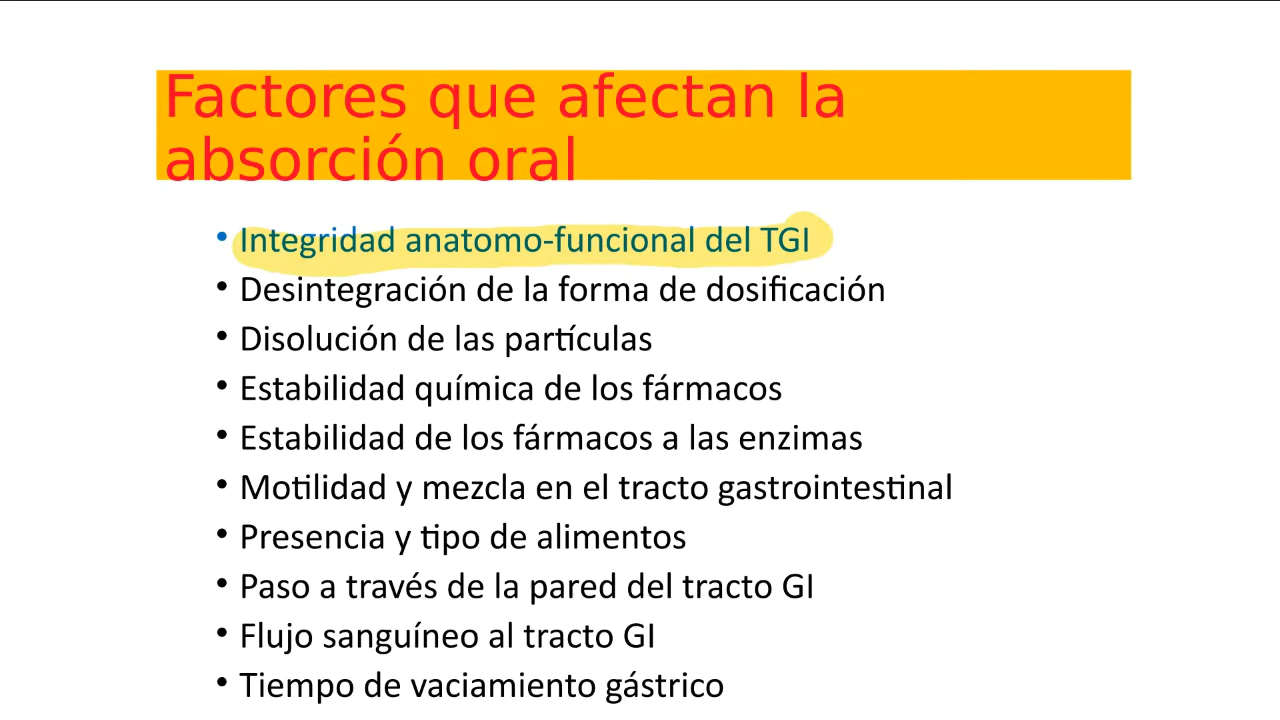 Factores que afectan la
absorción oral
• Integridad anatomo-funcional del TGI
• Desintegración de la forma de dosificación
• Disolución de las partículas
• Estabilidad química de los fármacos
• Estabilidad de los fármacos a las enzimas
• Motilidad y mezcla en el tracto gastrointestinal
• Presencia y tipo de alimentos
• Paso a través de la pared del tracto GI
• Flujo sanguíneo al tracto GI
• Tiempo de vaciamiento gástrico